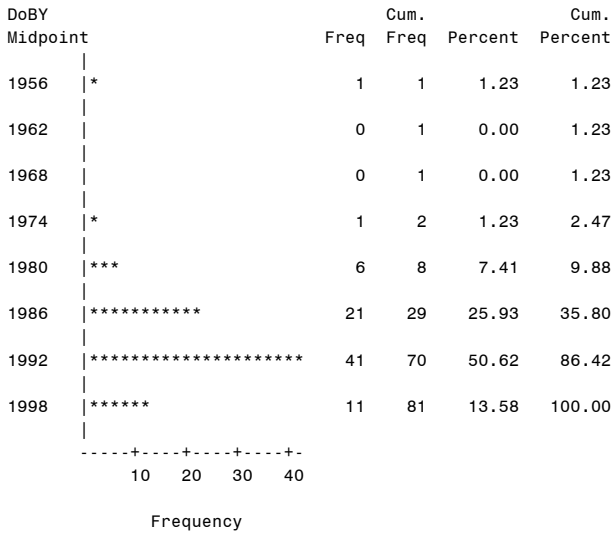 DoBY                                  Cum.              Cum.
Midpoint                       Freq  Freq  Percent  Percent
        |
1956    |*                        1     1     1.23     1.23
        |
1962    |                         0     1     0.00     1.23
        |
1968    |                         0     1     0.00     1.23
        |
1974    |*                        1     2     1.23     2.47
        |
1980    |***                      6     8     7.41     9.88
        |
1986    |***********             21    29    25.93    35.80
        |
1992    |*********************   41    70    50.62    86.42
        |
1998    |******                  11    81    13.58   100.00
        |
        -----+----+----+----+-
             10   20   30   40
              Frequency